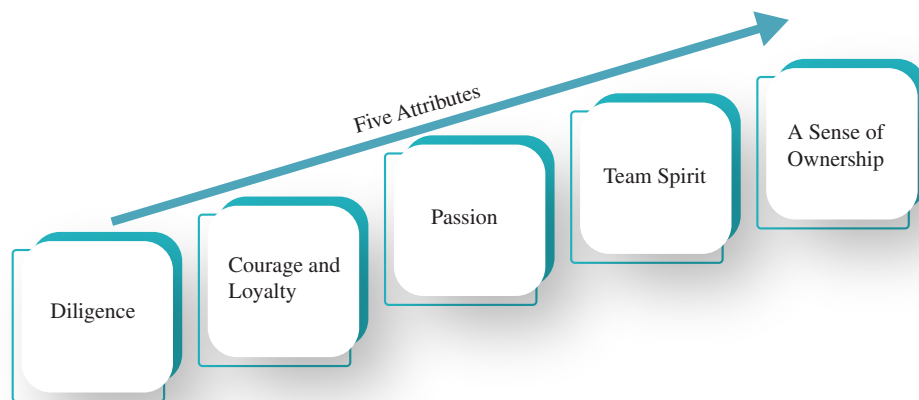 Five Attributes
Diligence
Courage and
Loyalty
Passion
Team Spirit
A Sense of
Ownership